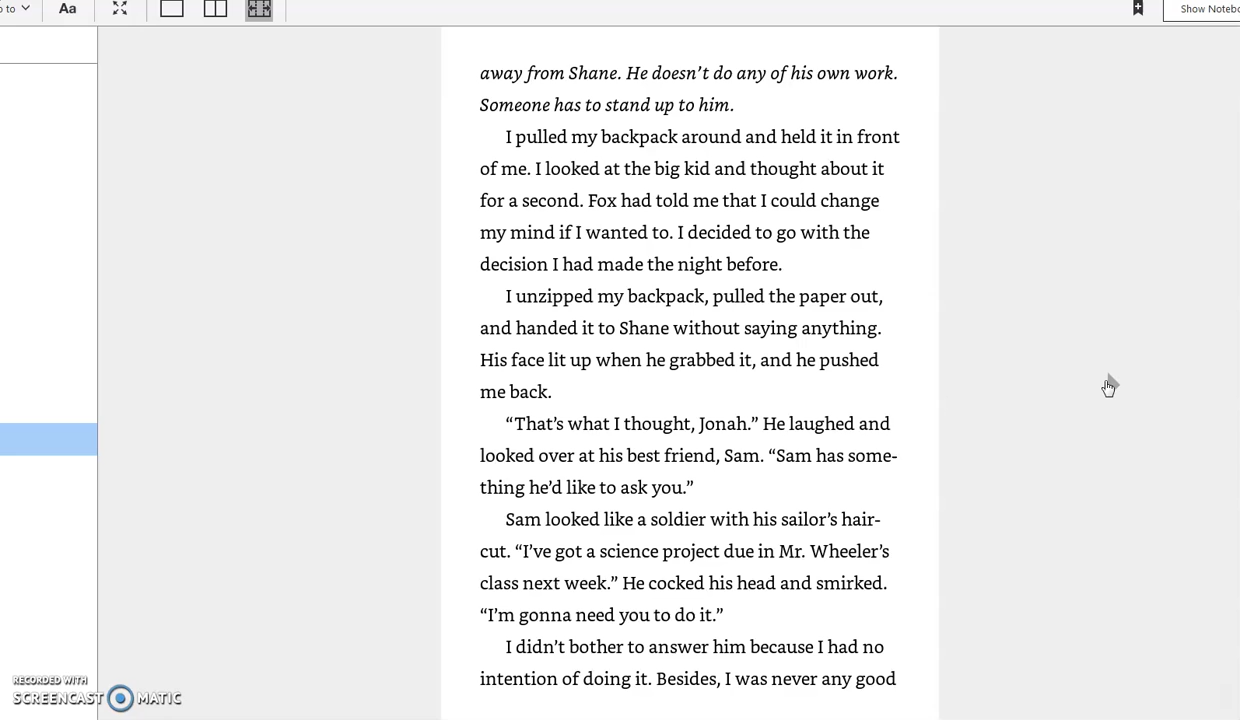 p to
Aa
Show Notebo
away from Shane. He doesn’t do any of his own work.
Someone has to stand up to him.
I pulled my backpack around and held it in front
of me. I looked at the big kid and thought about it
for a second. Fox had told me that I could change
my mind if I wanted to. I decided to go with the
decision I had made the night before.
I unzipped my backpack, pulled the paper out,
and handed it to Shane without saying anything.
His face lit up when he grabbed it, and he pushed
me back.
“That’s what I thought, Jonah.” He laughed and
looked over at his best friend, Sam. “Sam has some-
thing he’d like to ask you.”
Sam looked like a soldier with his sailor’s hair-
cut. “I’ve got a science project due in Mr. Wheeler’s
class next week.” He cocked his head and smirked.
“I’m gonna need you to do it.”
I didn’t bother to answer him because I had no
intention of doing it. Besides, I was never any good
RECORDED WITH
SCREENCAST MATIC